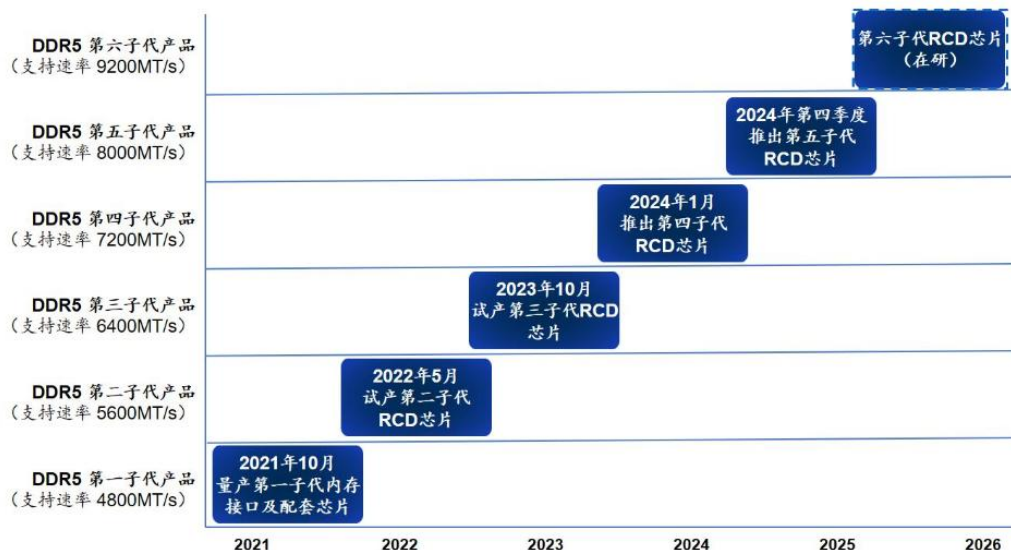 DDR5 第六子代产品
（支持速率 9200MT/s）
第六子代RCD芯片
（在研）
DDR5 第五子代产品
（支持速率 8000MT/s）
2024年第四季度
推出第五子代
RCD芯片
DDR5 第四子代产品
（支持速率 7200MT/s）
2024年1月
推出第四子代
RCD芯片
DDR5 第三子代产品
（支持速率 6400MT/s）
2023年10月
试产第三子代RCD
芯片
DDR5 第二子代产品
（支持速率 5600MT/s）
2022年5月
试产第二子代
RCD芯片
DDR5 第一子代产品
（支持速率 4800MT/s）
2021年10月
量产第一子代内存
接口及配套芯片
2021 2022 2023 2024 2025 2026